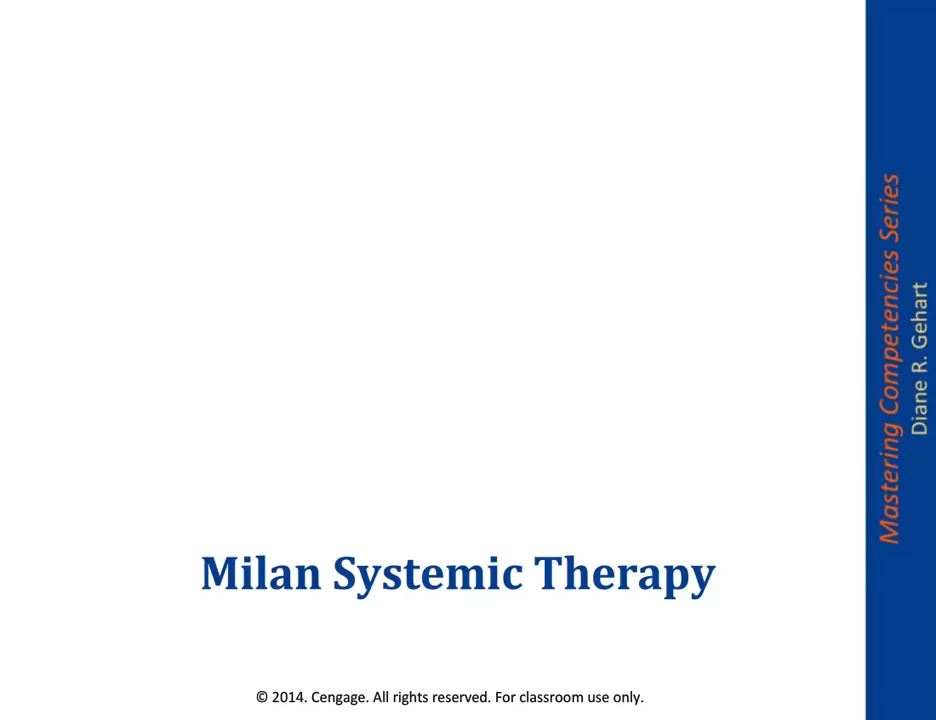 Milan Systemic Therapy
© 2014. Cengage. All rights reserved. For classroom use only.
Mastering Competencies Series
Diane R. Gehart